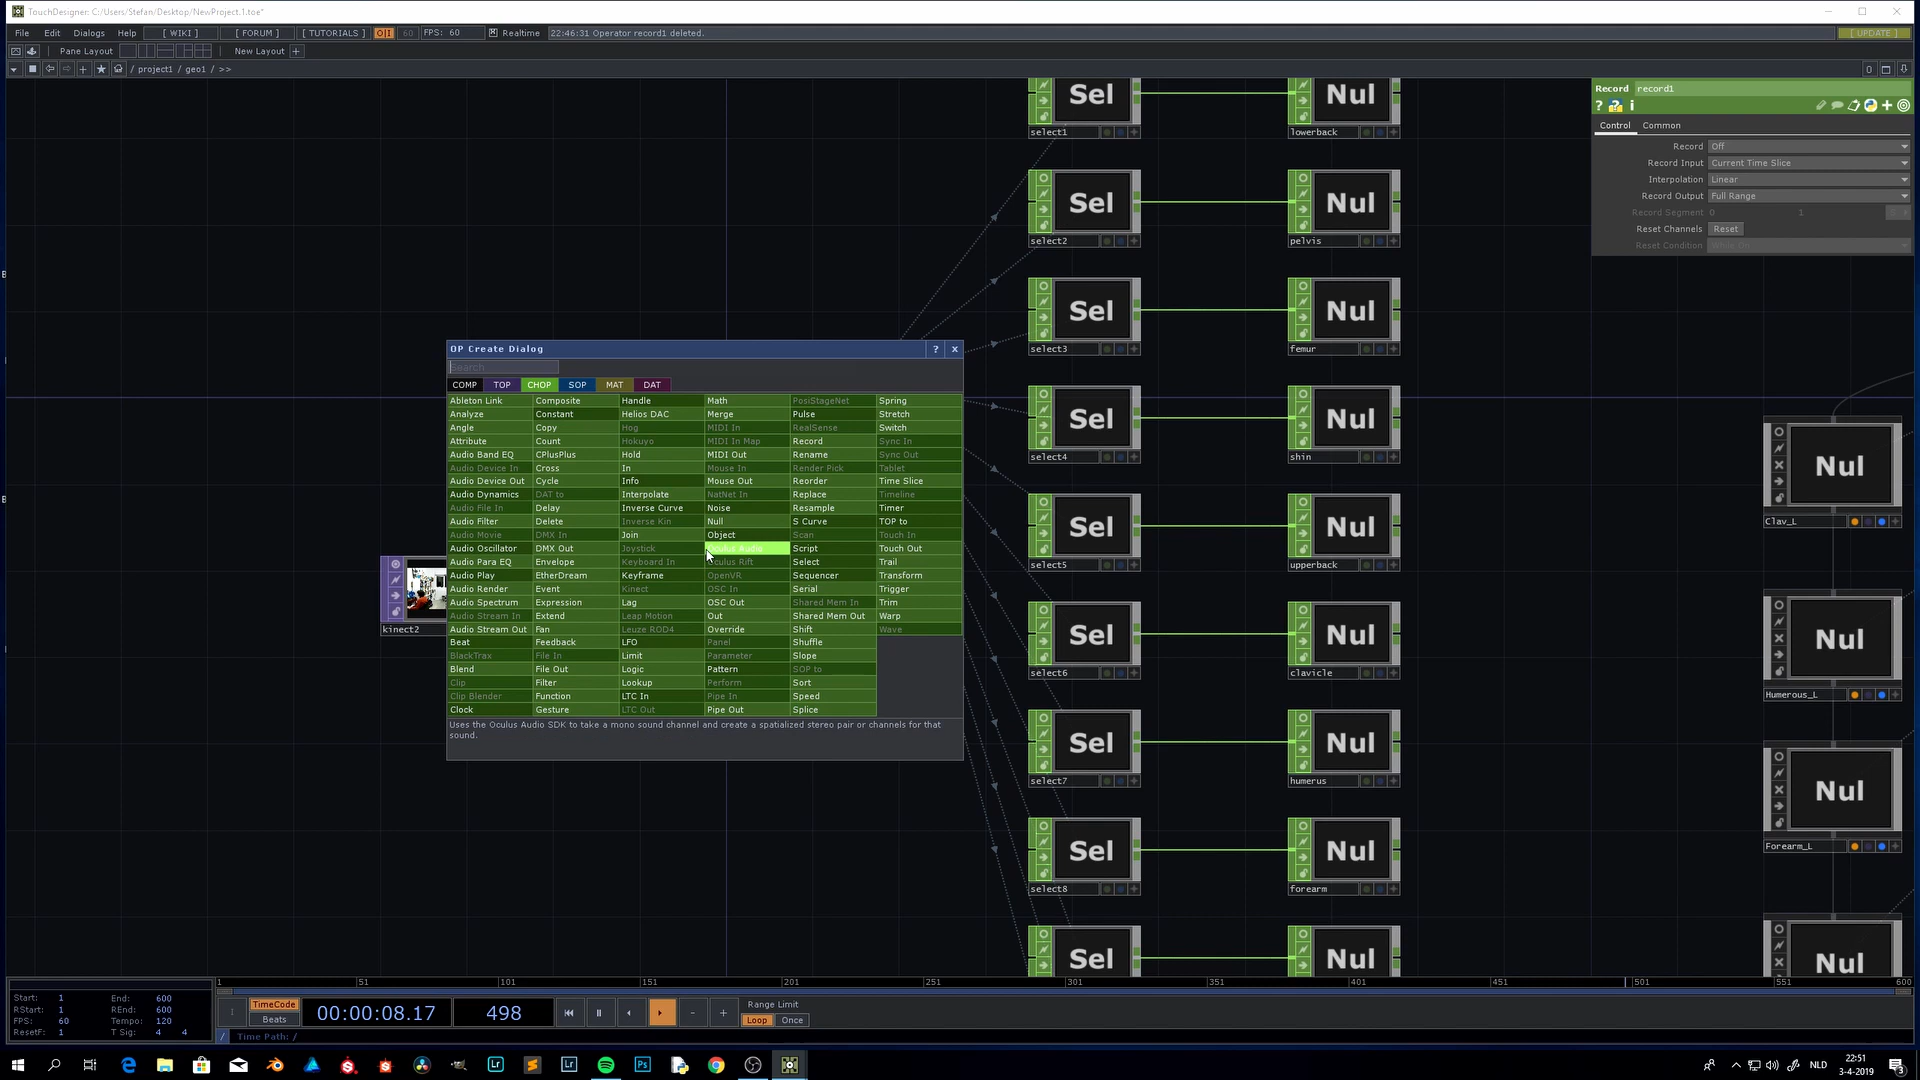 TouchDesigner: C:/Users/Stefan/Desktop/NewProject.1.toe*
File Edit Dialogs Help [ WIKI ] [ FORUM ] [ TUTORIALS ] O|I 60 FPS: 60 Realtime 22:46:31 Operator record1 deleted. [ UPDATE ]
Pane Layout New Layout +
/ project1 / geo1 / >> 0
Record record1
? i
Control Common
Record Off
Record Input Current Time Slice
Interpolation Linear
Record Output Full Range
Record Segment 0 1
Reset Channels Reset
Reset Condition While On
Sel Nul
select1 lowerback
Sel Nul
select2 pelvis
Sel Nul
select3 femur
Sel Nul
select4 shin
Sel Nul
select5 upperback
Sel Nul
select6 clavicle
Sel Nul
select7 humerus
Sel Nul
select8 forearm
Sel Nul
Nul
Clav_L
Nul
Humerous_L
Nul
Forearm_L
Nul
kinect2
OP Create Dialog ? x
Search
COMP TOP CHOP SOP MAT DAT
Ableton Link Composite Handle Math PosiStageNet Spring
Analyze Constant Helios DAC Merge Pulse Stretch
Angle Copy Hog MIDI In RealSense Switch
Attribute Count Hokuyo MIDI In Map Record Sync In
Audio Band EQ CPlusPlus Hold MIDI Out Rename Sync Out
Audio Device In Cross In Mouse In Render Pick Tablet
Audio Device Out Cycle Info Mouse Out Reorder Time Slice
Audio Dynamics DAT to Interpolate NatNet In Replace Timeline
Audio File In Delay Inverse Curve Noise Resample Timer
Audio Filter Delete Inverse Kin Null S Curve TOP to
Audio Movie DMX In Join Object Scan Touch In
Audio Oscillator DMX Out Joystick Oculus Audio Script Touch Out
Audio Para EQ Envelope Keyboard In Oculus Rift Select Trail
Audio Play EtherDream Keyframe OpenVR Sequencer Transform
Audio Render Event Kinect OSC In Serial Trigger
Audio Spectrum Expression Lag OSC Out Shared Mem In Trim
Audio Stream In Extend Leap Motion Out Shared Mem Out Warp
Audio Stream Out Fan Leuze ROD4 Override Shift Wave
Beat Feedback LFO Panel Shuffle
BlackTrax File In Limit Parameter Slope
Blend File Out Logic Pattern SOP to
Clip Filter Lookup Perform Sort
Clip Blender Function LTC In Pipe In Speed
Clock Gesture LTC Out Pipe Out Splice
Uses the Oculus Audio SDK to take a mono sound channel and create a spatialized stereo pair or channels for that
sound.
1 51 101 151 201 251 301 351 401 451 501 551 600
Start: 1 End: 600
RStart: 1 REnd: 600
FPS: 60 Tempo: 120
ResetF: 1 T Sig: 4 4
TimeCode
Beats
00:00:08.17 498
- +
Range Limit
Loop Once
/ Time Path: /
Lr Lr Ps
NLD
22:51
3-4-2019
3